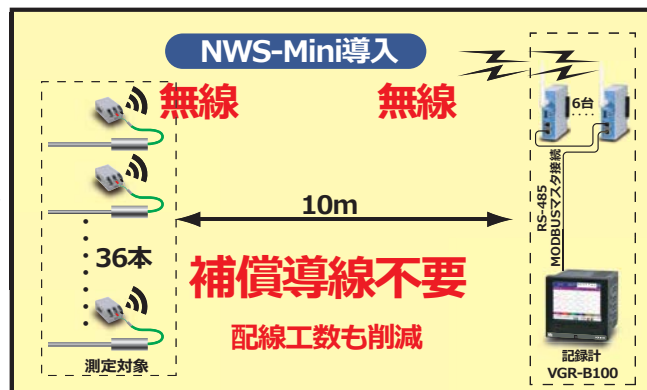 NWS-Mini導入
無線
無線
6台
RS-485
MODBUSマスタ接続
10m
36本
補償導線不要
配線工数も削減
測定対象
記録計
VGR-B100